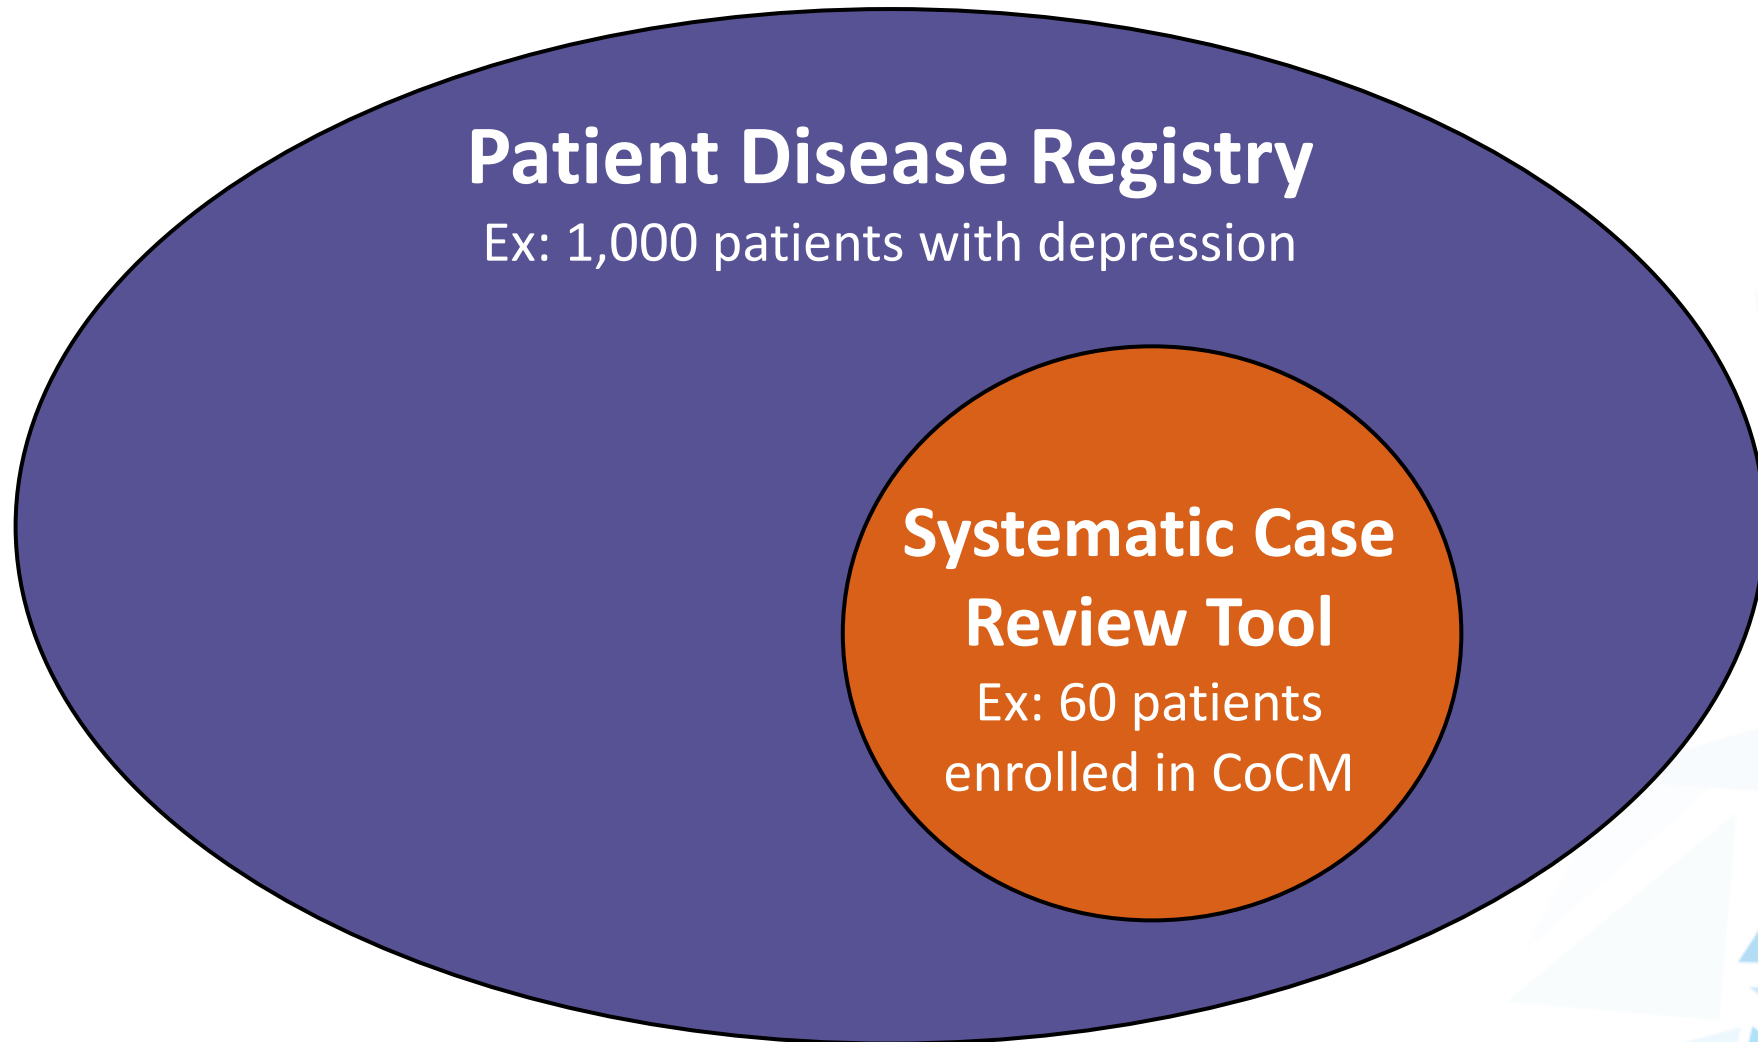 Patient Disease Registry
Ex: 1,000 patients with depression
Systematic Case
Review Tool
Ex: 60 patients
enrolled in CoCM